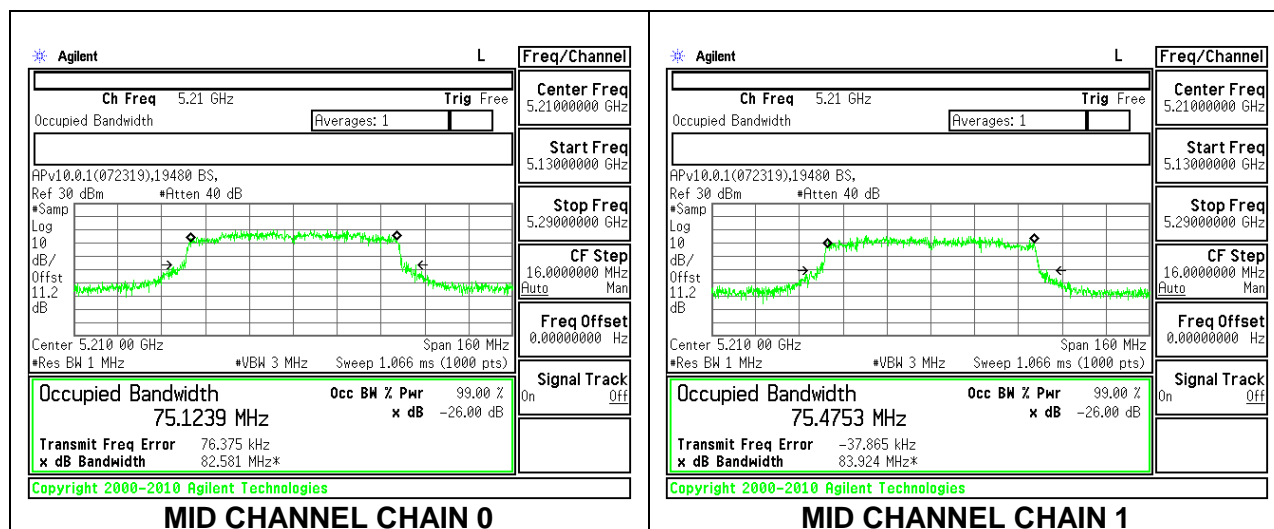 Agilent L
Freq/Channel
Ch Freq 5.21 GHz Trig Free
Occupied Bandwidth Averages: 1
Center Freq
5.21000000 GHz
Start Freq
5.13000000 GHz
APv10.0.1(072319),19480 BS,
Ref 30 dBm #Atten 40 dB
#Samp
Log
10
dB/
Offst
11.2
dB
Stop Freq
5.29000000 GHz
CF Step
16.0000000 MHz
Auto Man
Freq Offset
0.00000000 Hz
Center 5.210 00 GHz Span 160 MHz
#Res BW 1 MHz #VBW 3 MHz Sweep 1.066 ms (1000 pts)
Signal Track
On Off
Occupied Bandwidth Occ BW % Pwr 99.00 %
75.1239 MHz x dB -26.00 dB
Transmit Freq Error 76.375 kHz
x dB Bandwidth 82.581 MHz*
Copyright 2000-2010 Agilent Technologies
MID CHANNEL CHAIN 0
Agilent L
Freq/Channel
Ch Freq 5.21 GHz Trig Free
Occupied Bandwidth Averages: 1
Center Freq
5.21000000 GHz
Start Freq
5.13000000 GHz
APv10.0.1(072319),19480 BS,
Ref 30 dBm #Atten 40 dB
#Samp
Log
10
dB/
Offst
11.2
dB
Stop Freq
5.29000000 GHz
CF Step
16.0000000 MHz
Auto Man
Freq Offset
0.00000000 Hz
Center 5.210 00 GHz Span 160 MHz
#Res BW 1 MHz #VBW 3 MHz Sweep 1.066 ms (1000 pts)
Signal Track
On Off
Occupied Bandwidth Occ BW % Pwr 99.00 %
75.4753 MHz x dB -26.00 dB
Transmit Freq Error -37.865 kHz
x dB Bandwidth 83.924 MHz*
Copyright 2000-2010 Agilent Technologies
MID CHANNEL CHAIN 1